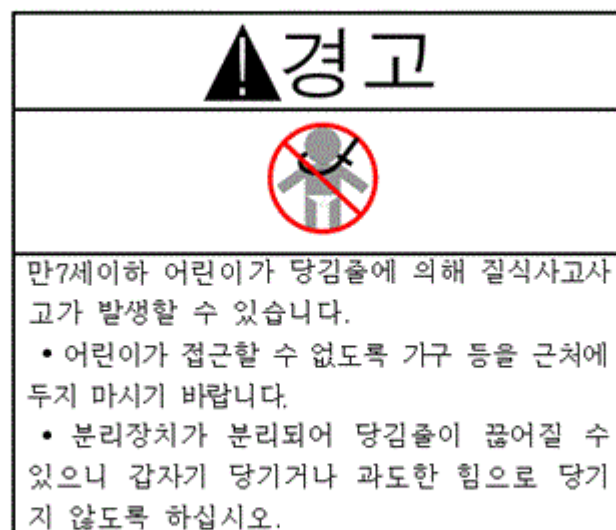 경고
만7세이하 어린이가 당김줄에 의해 질식사고사
고가 발생할 수 있습니다.
• 어린이가 접근할 수 없도록 가구 등을 근처에
두지 마시기 바랍니다.
• 분리장치가 분리되어 당김줄이 끊어질 수
있으니 갑자기 당기거나 과도한 힘으로 당기
지 않도록 하십시오.